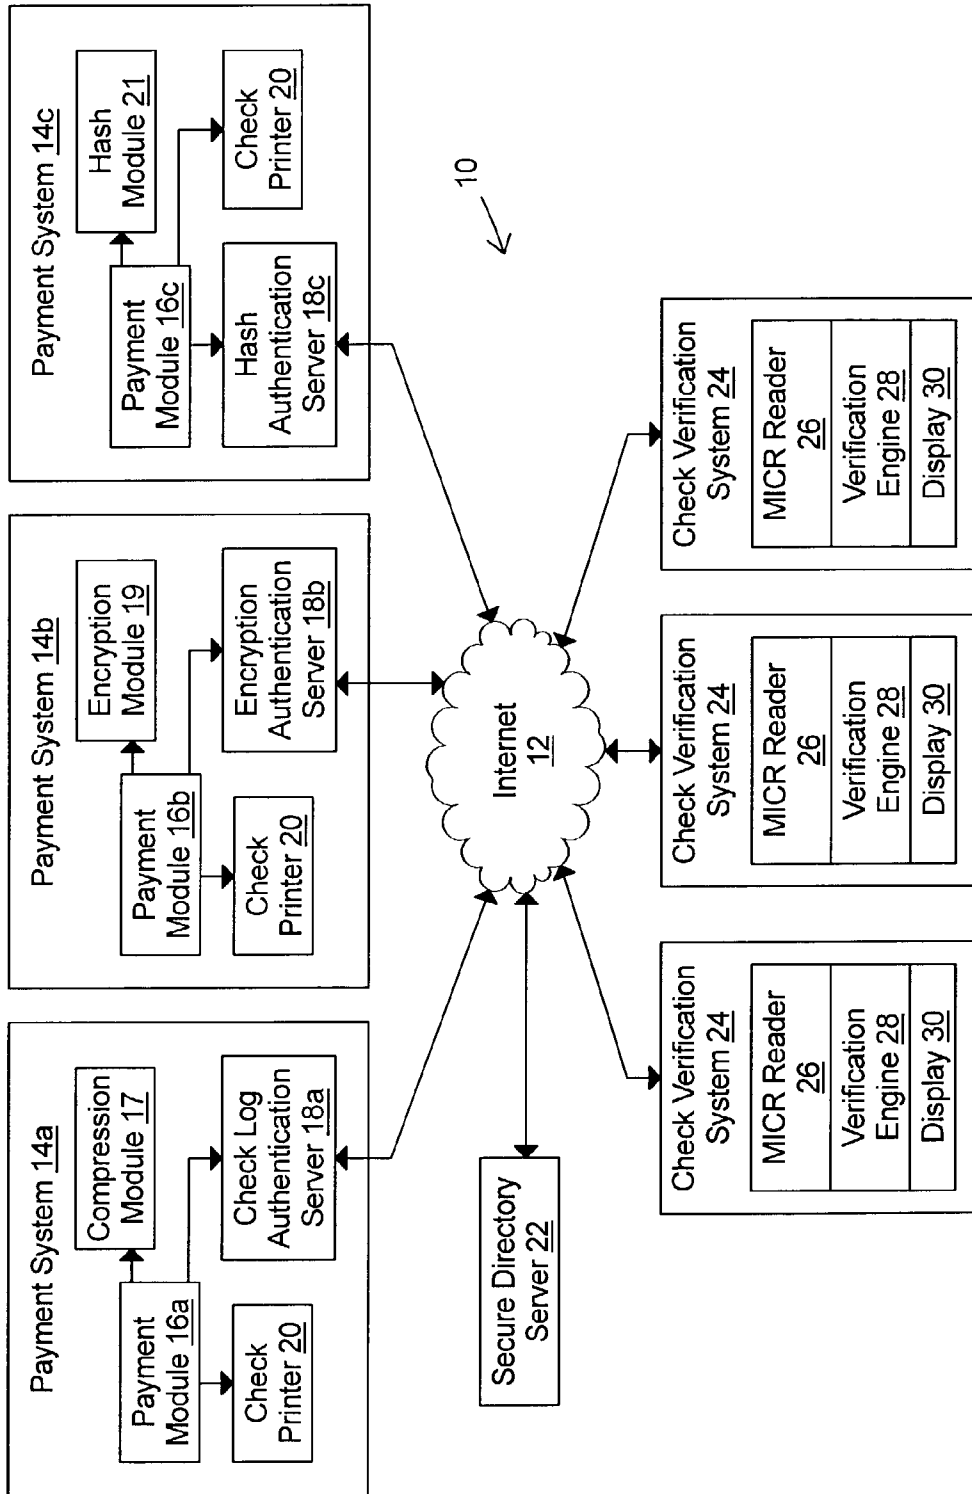 Payment System 14a
Payment
Module 16a
Compression
Module 17
Check
Printer 20
Check Log
Authentication
Server 18a
Payment System 14b
Payment
Module 16b
Encryption
Module 19
Check
Printer 20
Encryption
Authentication
Server 18b
Payment System 14c
Payment
Module 16c
Hash
Module 21
Hash
Authentication
Server 18c
Check
Printer 20
10
Internet
12
Secure Directory
Server 22
Check Verification
System 24
MICR Reader
26
Verification
Engine 28
Display 30
Check Verification
System 24
MICR Reader
26
Verification
Engine 28
Display 30
Check Verification
System 24
MICR Reader
26
Verification
Engine 28
Display 30